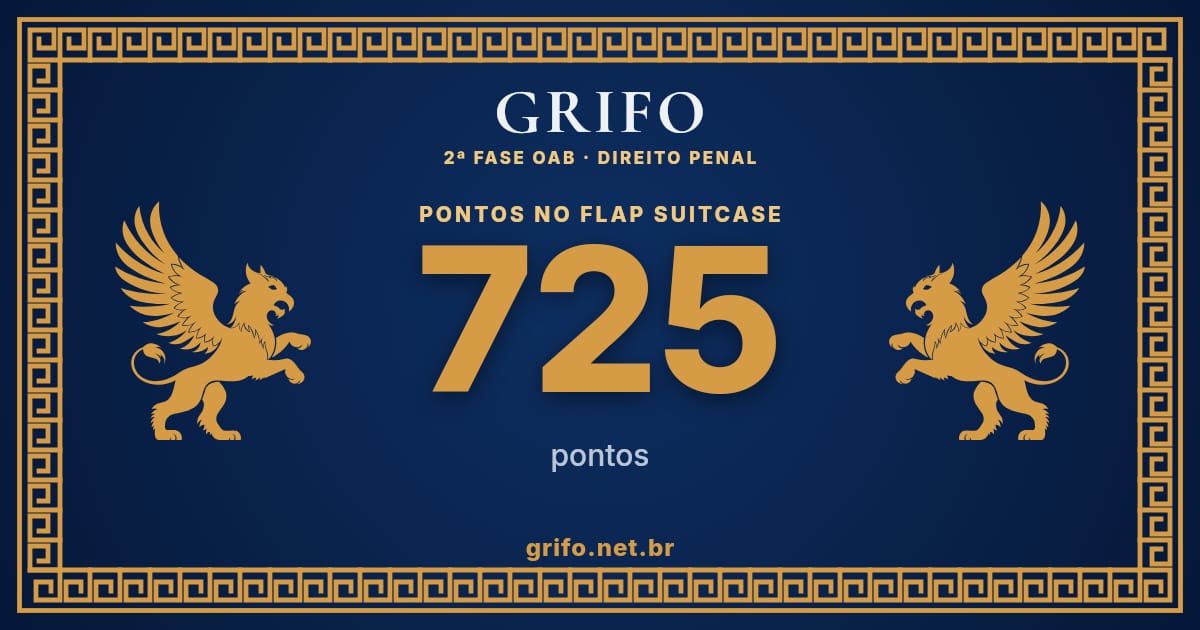 GRIFO
2ª FASE OAB · DIREITO PENAL
PONTOS NO FLAP SUITCASE
725
pontos
grifo.net.br